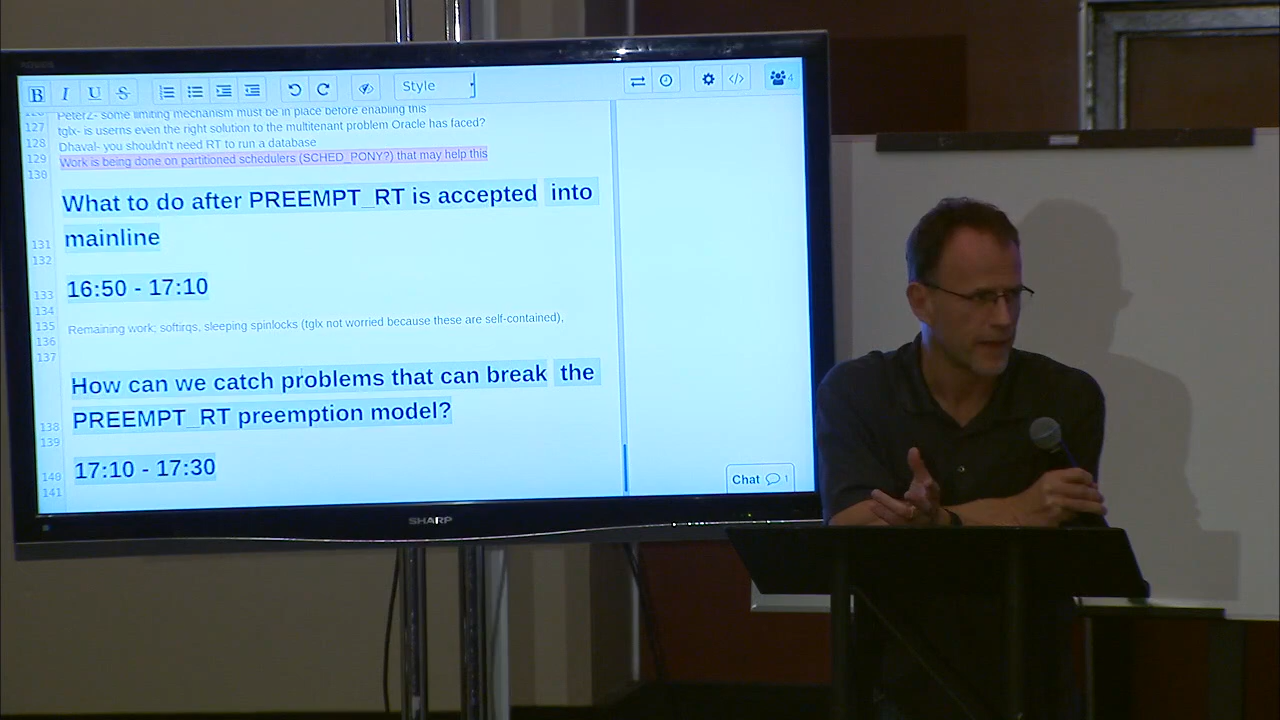 B I U S Style </> 4
126 PeterZ- some limiting mechanism must be in place before enabling this
127 tglx- is userns even the right solution to the multitenant problem Oracle has faced?
128 Dhaval- you shouldn't need RT to run a database
129 Work is being done on partitioned schedulers (SCHED_PONY?) that may help this
130
What to do after PREEMPT_RT is accepted into
131 mainline
132
133 16:50 - 17:10
134
135 Remaining work: softirqs, sleeping spinlocks (tglx not worried because these are self-contained),
136
137
How can we catch problems that can break the
138 PREEMPT_RT preemption model?
139
140 17:10 - 17:30
141
Chat 1
SHARP